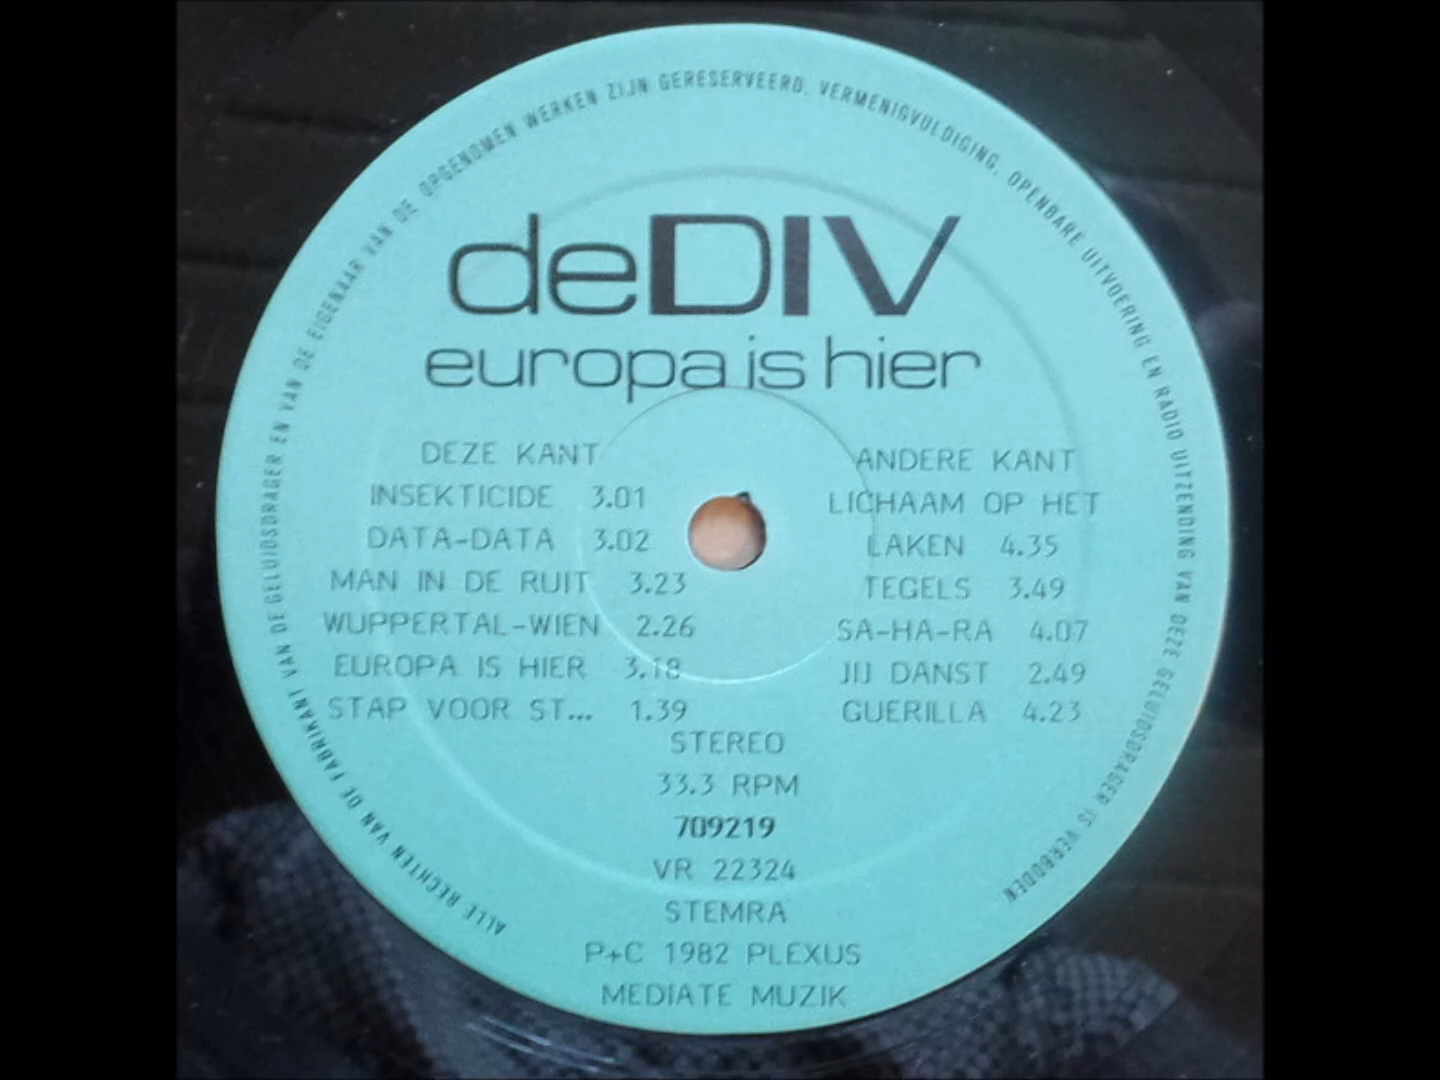 ALLE RECHTEN VAN DE FABRIKANT VAN DE GELUIDSDRAGER EN VAN DE EIGENAAR VAN DE OPGENOMEN WERKEN ZIJN GERESERVEERD. VERMENIGVULDIGING, OPENBARE UITVOERING EN RADIO UITZENDING VAN DEZE GELUIDSDRAGER IS VERBODEN
deDIV
europa is hier
DEZE KANT
INSEKTICIDE 3.01
DATA-DATA 3.02
MAN IN DE RUIT 3.23
WUPPERTAL-WIEN 2.26
EUROPA IS HIER 3.18
STAP VOOR ST... 1.39
ANDERE KANT
LICHAAM OP HET
LAKEN 4.35
TEGELS 3.49
SA-HA-RA 4.07
JIJ DANST 2.49
GUERILLA 4.23
STEREO
33.3 RPM
709219
VR 22324
STEMRA
P+C 1982 PLEXUS
MEDIATE MUZIK